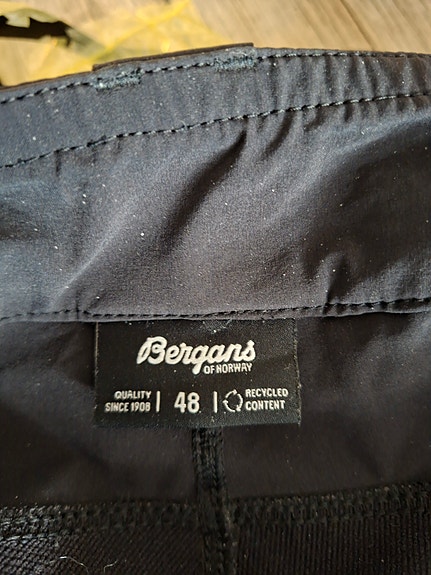 Bergans
OF NORWAY
QUALITY
SINCE 1908
48
RECYCLED
CONTENT